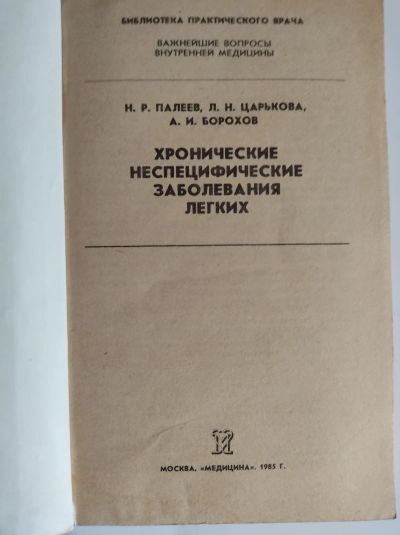 БИБЛИОТЕКА ПРАКТИЧЕСКОГО ВРАЧА
ВАЖНЕЙШИЕ ВОПРОСЫ
ВНУТРЕННЕЙ МЕДИЦИНЫ
Н. Р. ПАЛЕЕВ, Л. Н. ЦАРЬКОВА,
А. И. БОРОХОВ
ХРОНИЧЕСКИЕ
НЕСПЕЦИФИЧЕСКИЕ
ЗАБОЛЕВАНИЯ
ЛЕГКИХ
МОСКВА, «МЕДИЦИНА», 1985 Г.